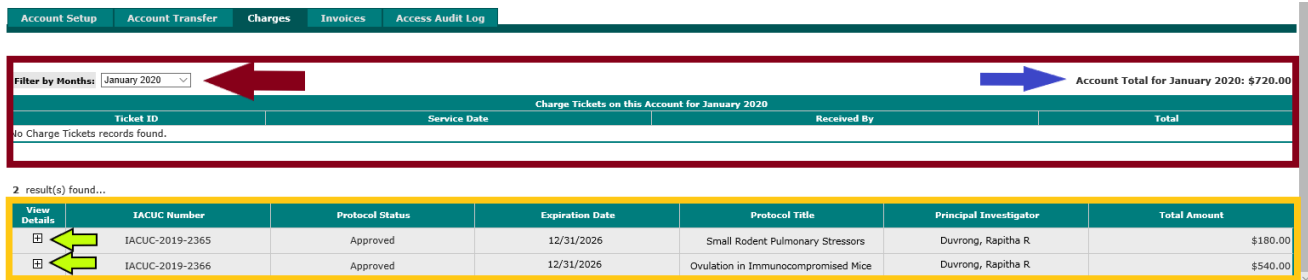 Account Setup Account Transfer Charges Invoices Access Audit Log
Filter by Months: January 2020 Account Total for January 2020: $720.00
Charge Tickets on this Account for January 2020
Ticket ID Service Date Received By Total
No Charge Tickets records found.
2 result(s) found...
View Details IACUC Number Protocol Status Expiration Date Protocol Title Principal Investigator Total Amount
IACUC-2019-2365 Approved 12/31/2026 Small Rodent Pulmonary Stressors Duvrong, Rapitha R $180.00
IACUC-2019-2366 Approved 12/31/2026 Ovulation in Immunocompromised Mice Duvrong, Rapitha R $540.00